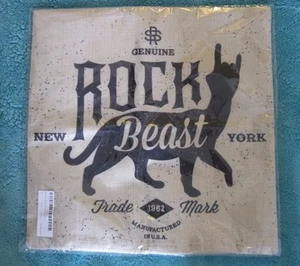 GENUINE
ROCK
NEW Beast YORK
Trade 1962 Mark
MANUFACTURED
IN U.S.A.